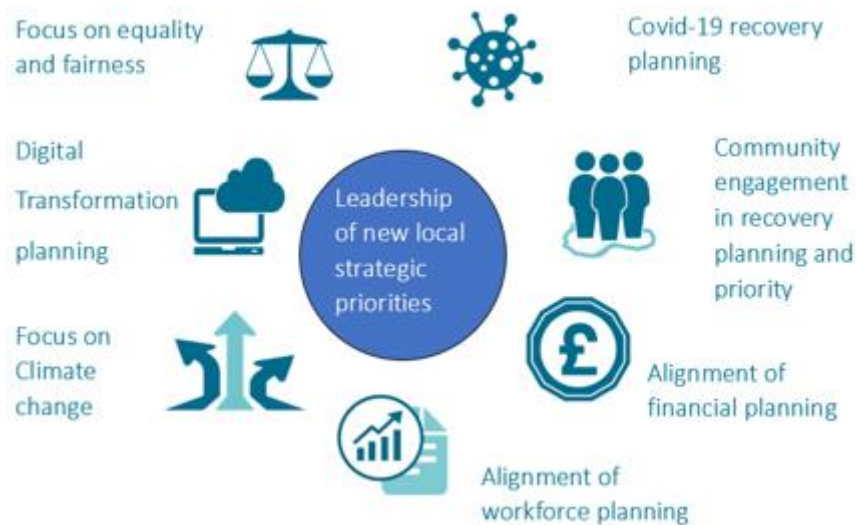 Focus on equality
and fairness
Covid-19 recovery
planning
Digital
Transformation
planning
Leadership
of new local
strategic
priorities
Community
engagement
in recovery
planning and
priority
Focus on
Climate
change
£
Alignment of
financial planning
Alignment of
workforce planning